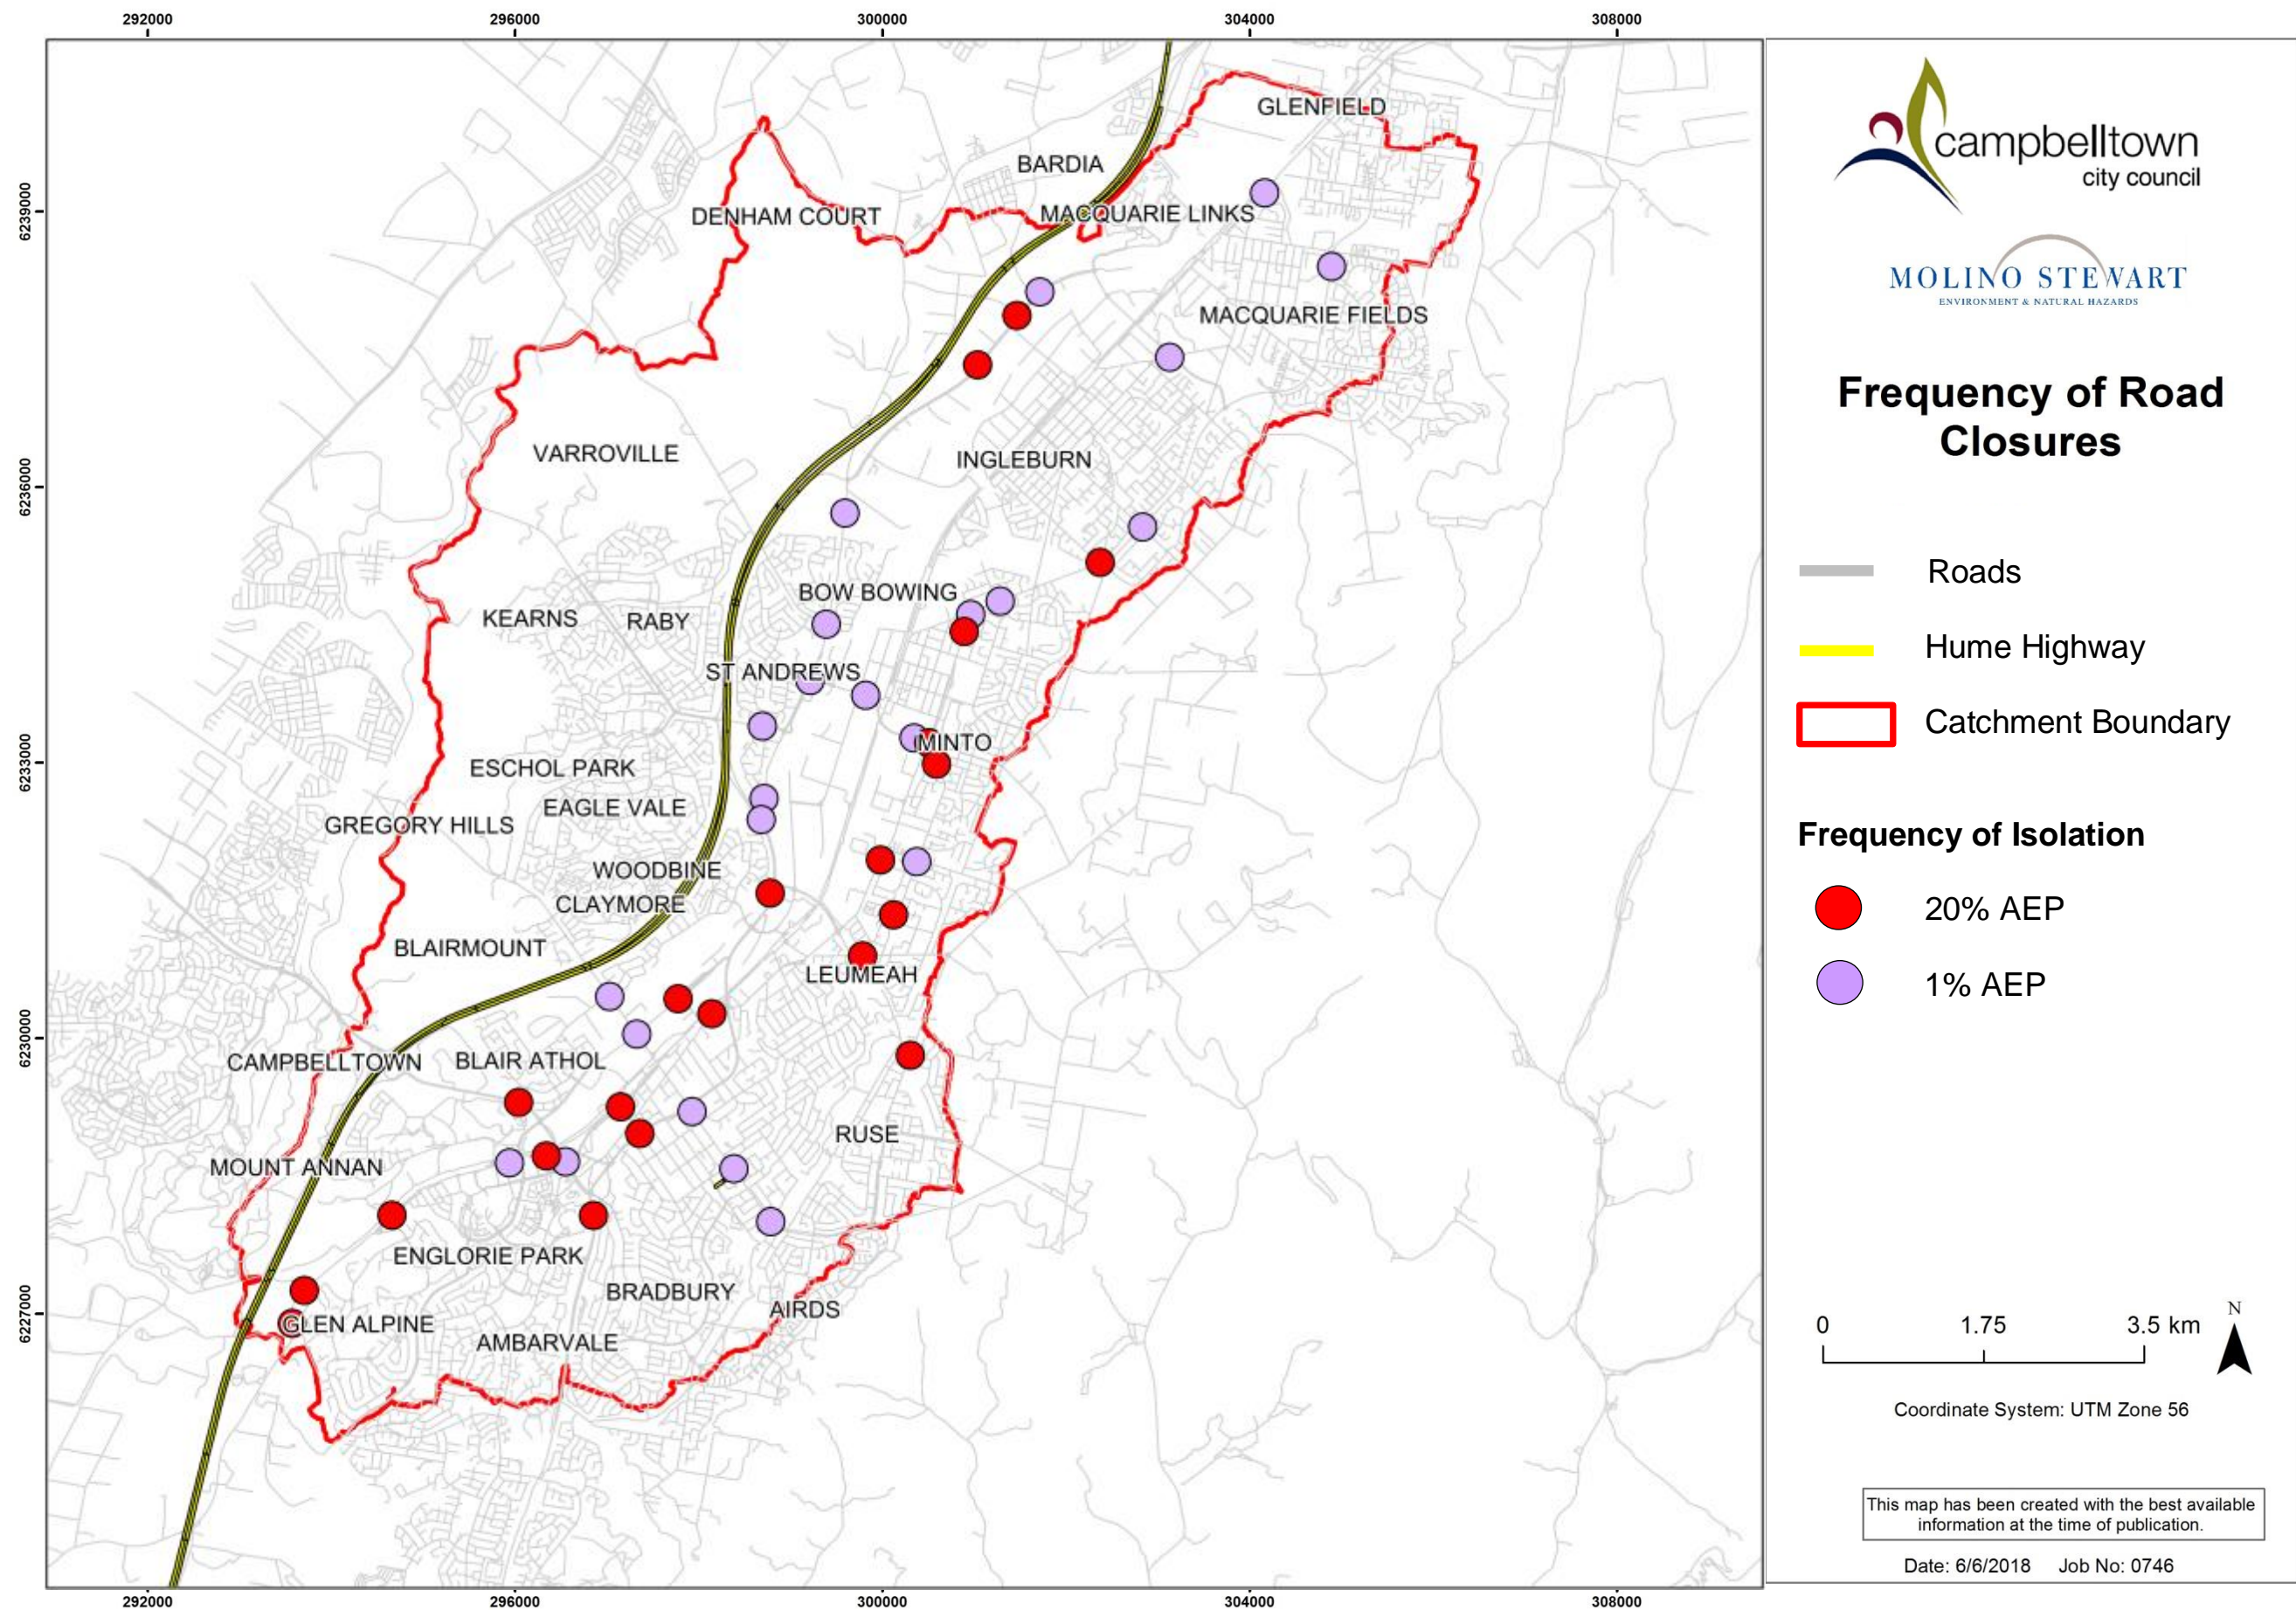 292000
296000
300000
304000
308000
6239000
6236000
6233000
6230000
6227000
GLENFIELD
BARDIA
DENHAM COURT
MACQUARIE LINKS
MACQUARIE FIELDS
VARROVILLE
INGLEBURN
BOW BOWING
KEARNS
RABY
ST ANDREWS
MINTO
ESCHOL PARK
EAGLE VALE
GREGORY HILLS
WOODBINE
CLAYMORE
BLAIRMOUNT
LEUMEAH
CAMPBELLTOWN
BLAIR ATHOL
RUSE
MOUNT ANNAN
ENGLORIE PARK
BRADBURY
AIRDS
GLEN ALPINE
AMBARVALE
292000
296000
300000
304000
308000
campbelltown
city council
MOLINO STEWART
ENVIRONMENT & NATURAL HAZARDS
Frequency of Road
Closures
Roads
Hume Highway
Catchment Boundary
Frequency of Isolation
20% AEP
1% AEP
0
1.75
3.5 km
N
Coordinate System: UTM Zone 56
This map has been created with the best available
information at the time of publication.
Date: 6/6/2018 Job No: 0746